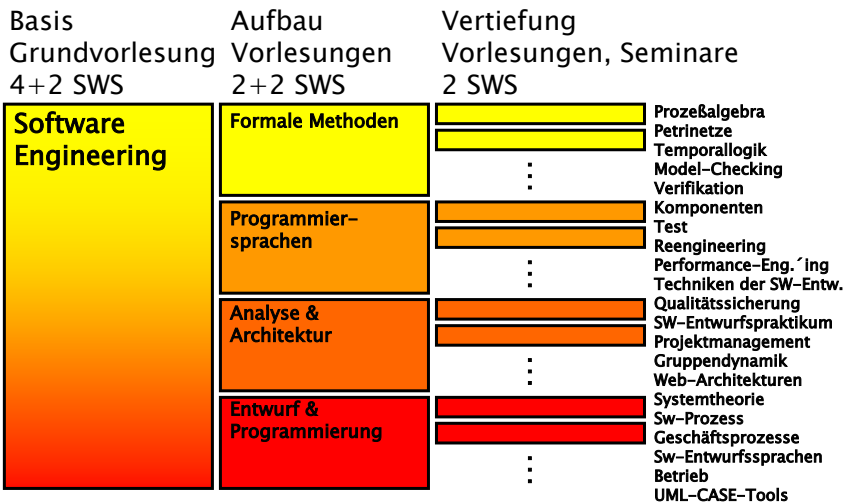 Basis
Grundvorlesung
4+2 SWS
Aufbau
Vorlesungen
2+2 SWS
Vertiefung
Vorlesungen, Seminare
2 SWS
Software
Engineering
Formale Methoden
Programmier-
sprachen
Analyse &
Architektur
Entwurf &
Programmierung
Prozeßalgebra
Petrinetze
Temporallogik
Model-Checking
Verifikation
Komponenten
Test
Reengineering
Performance-Eng.´ing
Techniken der SW-Entw.
Qualitätssicherung
SW-Entwurfspraktikum
Projektmanagement
Gruppendynamik
Web-Architekturen
Systemtheorie
Sw-Prozess
Geschäftsprozesse
Sw-Entwurfssprachen
Betrieb
UML-CASE-Tools